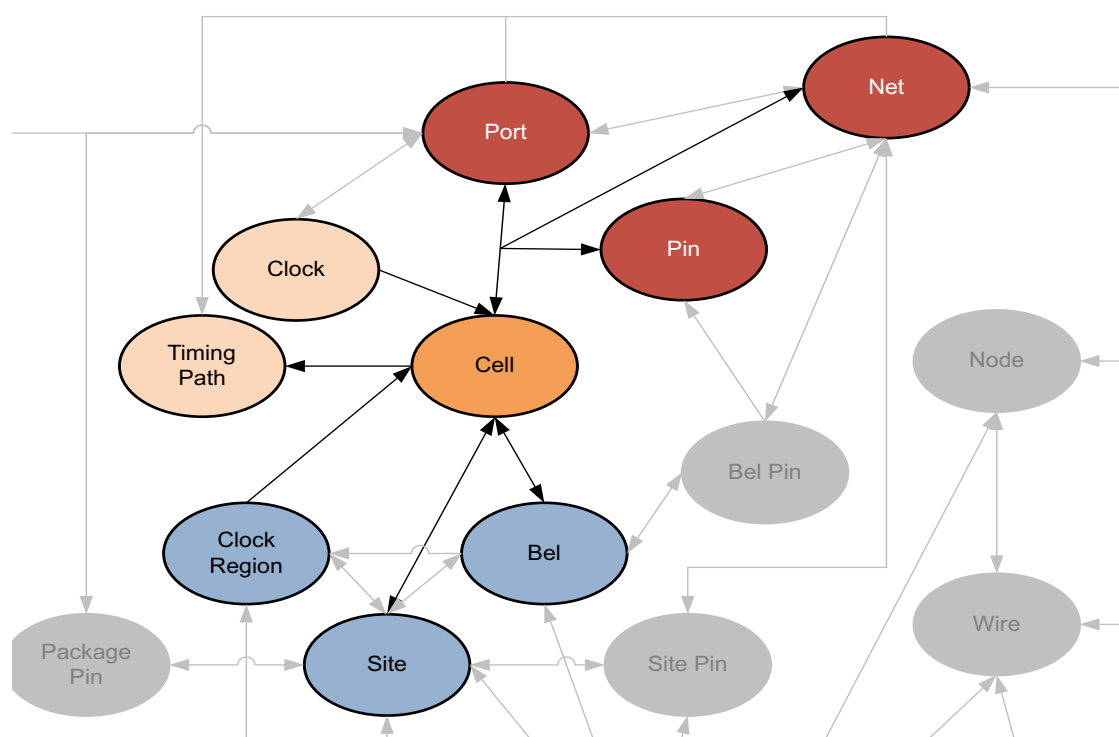 Net
Port
Pin
Clock
Timing
Path
Cell
Node
Bel Pin
Clock
Region
Bel
Wire
Package
Pin
Site
Site Pin